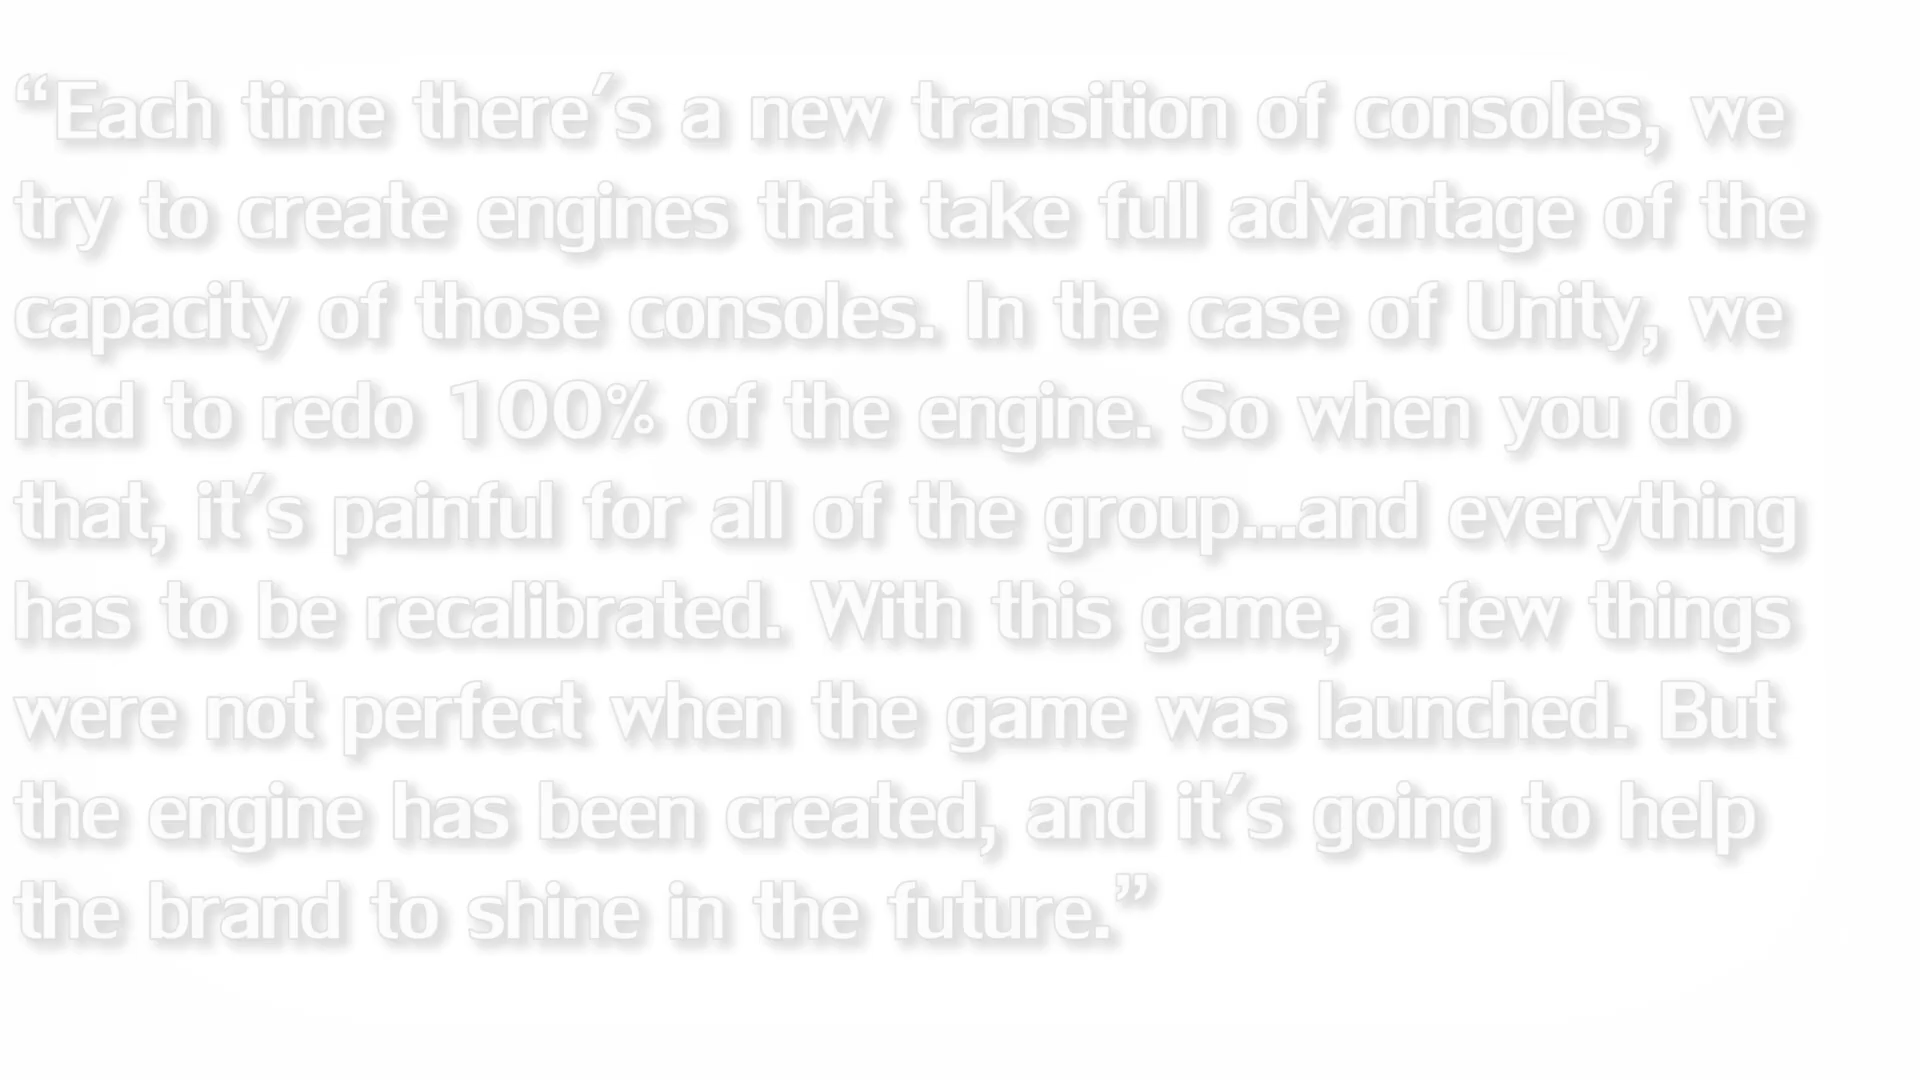 “Each time there's a new transition of consoles, we
try to create engines that take full advantage of the
capacity of those consoles. In the case of Unity, we
had to redo 100% of the engine. So when you do
that, it's painful for all of the group...and everything
has to be recalibrated. With this game, a few things
were not perfect when the game was launched. But
the engine has been created, and it's going to help
the brand to shine in the future.”